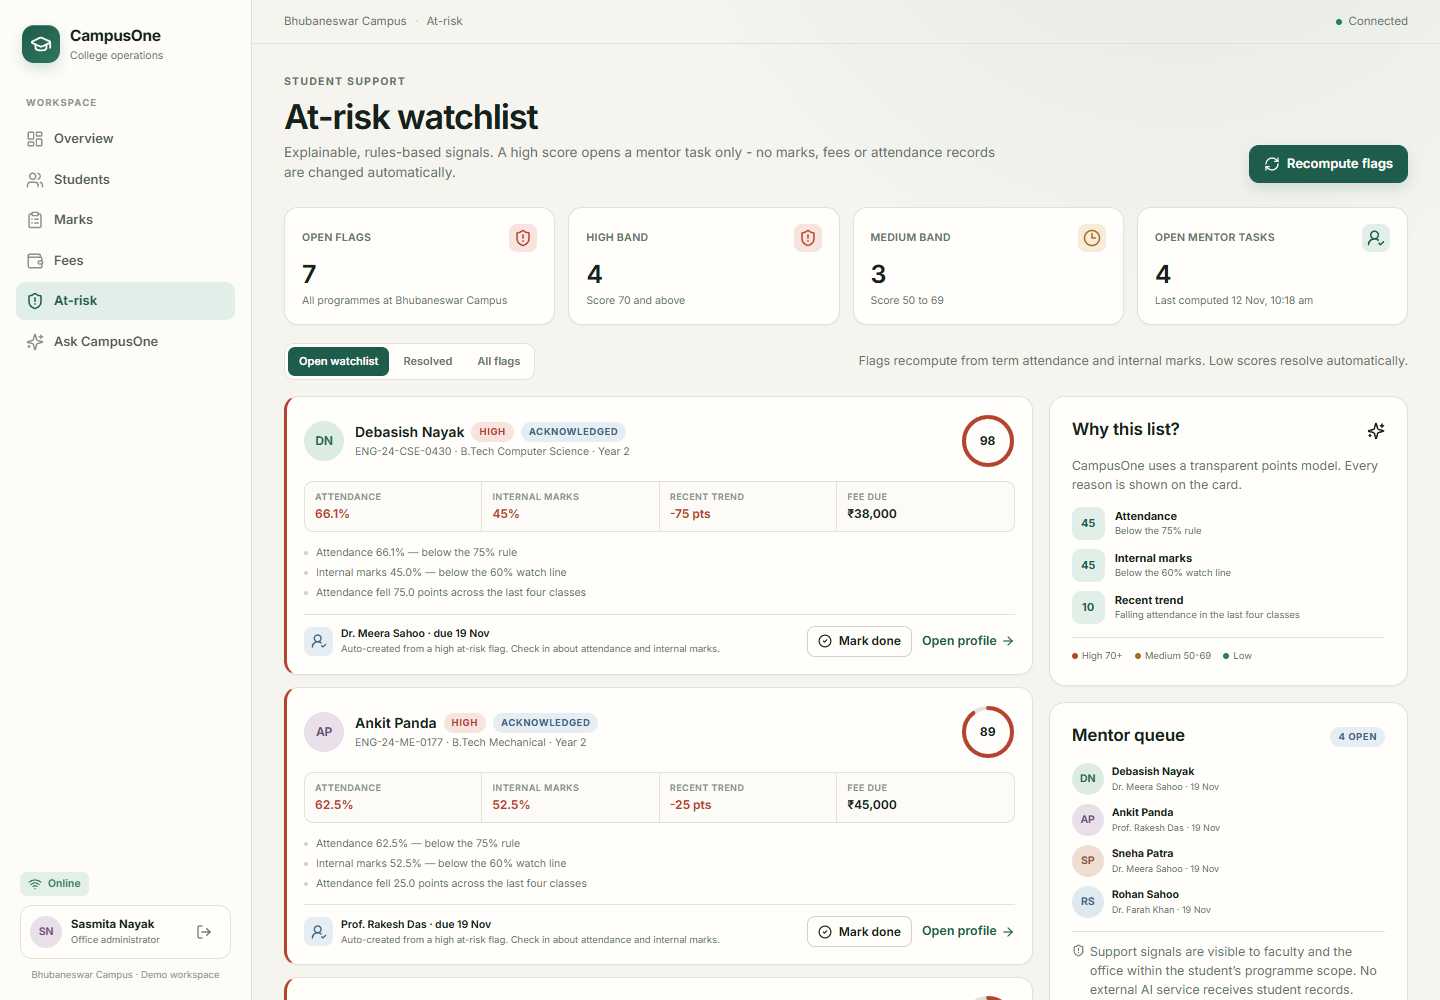 CampusOne
College operations
WORKSPACE
Overview
Students
Marks
Fees
At-risk
Ask CampusOne
Online
SN
Sasmita Nayak
Office administrator
Bhubaneswar Campus · Demo workspace
Bhubaneswar Campus · At-risk
Connected
STUDENT SUPPORT
At-risk watchlist
Explainable, rules-based signals. A high score opens a mentor task only - no marks, fees or attendance records
are changed automatically.
Recompute flags
OPEN FLAGS
7
All programmes at Bhubaneswar Campus
HIGH BAND
4
Score 70 and above
MEDIUM BAND
3
Score 50 to 69
OPEN MENTOR TASKS
4
Last computed 12 Nov, 10:18 am
Open watchlist
Resolved
All flags
Flags recompute from term attendance and internal marks. Low scores resolve automatically.
DN
Debasish Nayak HIGH ACKNOWLEDGED
ENG-24-CSE-0430 · B.Tech Computer Science · Year 2
98
ATTENDANCE
66.1%
INTERNAL MARKS
45%
RECENT TREND
-75 pts
FEE DUE
₹38,000
Attendance 66.1% — below the 75% rule
Internal marks 45.0% — below the 60% watch line
Attendance fell 75.0 points across the last four classes
Dr. Meera Sahoo · due 19 Nov
Auto-created from a high at-risk flag. Check in about attendance and internal marks.
Mark done
Open profile →
AP
Ankit Panda HIGH ACKNOWLEDGED
ENG-24-ME-0177 · B.Tech Mechanical · Year 2
89
ATTENDANCE
62.5%
INTERNAL MARKS
52.5%
RECENT TREND
-25 pts
FEE DUE
₹45,000
Attendance 62.5% — below the 75% rule
Internal marks 52.5% — below the 60% watch line
Attendance fell 25.0 points across the last four classes
Prof. Rakesh Das · due 19 Nov
Auto-created from a high at-risk flag. Check in about attendance and internal marks.
Mark done
Open profile →
Why this list?
CampusOne uses a transparent points model. Every
reason is shown on the card.
45
Attendance
Below the 75% rule
45
Internal marks
Below the 60% watch line
10
Recent trend
Falling attendance in the last four classes
High 70+
Medium 50-69
Low
Mentor queue
4 OPEN
DN
Debasish Nayak
Dr. Meera Sahoo · 19 Nov
AP
Ankit Panda
Prof. Rakesh Das · 19 Nov
SP
Sneha Patra
Dr. Meera Sahoo · 19 Nov
RS
Rohan Sahoo
Dr. Farah Khan · 19 Nov
Support signals are visible to faculty and the
office within the student’s programme scope. No
external AI service receives student records.